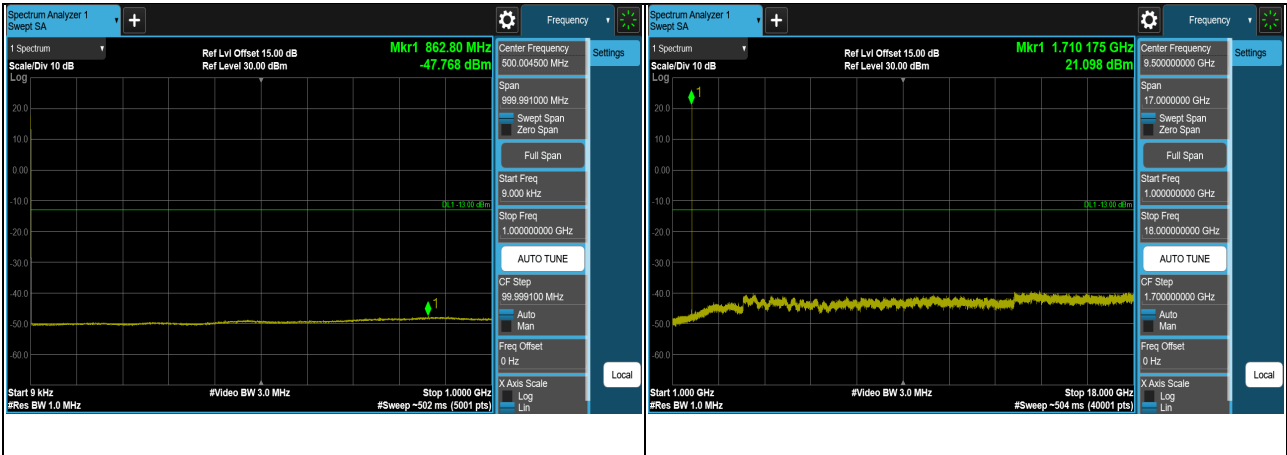 Spectrum Analyzer 1
Swept SA
+
Frequency
1 Spectrum
Scale/Div 10 dB
Log
Ref Lvl Offset 15.00 dB
Ref Level 30.00 dBm
Mkr1 862.80 MHz
-47.768 dBm
20.0
10.0
0.00
-10.0
-20.0
-30.0
-40.0
-50.0
-60.0
DL1 -13.00 dBm
1
Start 9 kHz
#Res BW 1.0 MHz
#Video BW 3.0 MHz
Stop 1.0000 GHz
#Sweep ~502 ms (5001 pts)
Center Frequency
500.004500 MHz
Span
999.991000 MHz
Swept Span
Zero Span
Full Span
Start Freq
9.000 kHz
Stop Freq
1.000000000 GHz
AUTO TUNE
CF Step
99.999100 MHz
Auto
Man
Freq Offset
0 Hz
X Axis Scale
Log
Lin
Settings
Local
Spectrum Analyzer 1
Swept SA
+
Frequency
1 Spectrum
Scale/Div 10 dB
Log
Ref Lvl Offset 15.00 dB
Ref Level 30.00 dBm
Mkr1 1.710 175 GHz
21.098 dBm
1
20.0
10.0
0.00
-10.0
-20.0
-30.0
-40.0
-50.0
-60.0
DL1 -13.00 dBm
Start 1.000 GHz
#Res BW 1.0 MHz
#Video BW 3.0 MHz
Stop 18.000 GHz
#Sweep ~504 ms (40001 pts)
Center Frequency
9.500000000 GHz
Span
17.0000000 GHz
Swept Span
Zero Span
Full Span
Start Freq
1.000000000 GHz
Stop Freq
18.000000000 GHz
AUTO TUNE
CF Step
1.700000000 GHz
Auto
Man
Freq Offset
0 Hz
X Axis Scale
Log
Lin
Settings
Local